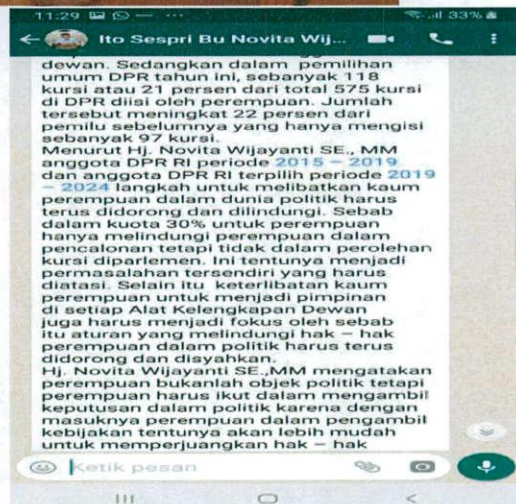 11:29
33%
Ito Sespri Bu Novita Wij...
dewan. Sedangkan dalam pemilihan
umum DPR tahun ini, sebanyak 118
kursi atau 21 persen dari total 575 kursi
di DPR diisi oleh perempuan. Jumlah
tersebut meningkat 22 persen dari
pemilu sebelumnya yang hanya mengisi
sebanyak 97 kursi.
Menurut Hj. Novita Wijayanti SE., MM
anggota DPR RI periode 2015 – 2019
dan anggota DPR RI terpilih periode 2019
– 2024 langkah untuk melibatkan kaum
perempuan dalam dunia politik harus
terus didorong dan dilindungi. Sebab
dalam kuota 30% untuk perempuan
hanya melindungi perempuan dalam
pencalonan tetapi tidak dalam perolehan
kursi diparlemen. Ini tentunya menjadi
permasalahan tersendiri yang harus
diatasi. Selain itu keterlibatan kaum
perempuan untuk menjadi pimpinan
di setiap Alat Kelengkapan Dewan
juga harus menjadi fokus oleh sebab
itu aturan yang melindungi hak – hak
perempuan dalam politik harus terus
didorong dan disyahkan.
Hj. Novita Wijayanti SE.,MM mengatakan
perempuan bukanlah objek politik tetapi
perempuan harus ikut dalam mengambil
keputusan dalam politik karena dengan
masuknya perempuan dalam pengambil
kebijakan tentunya akan lebih mudah
untuk memperjuangkan hak – hak
Ketik pesan